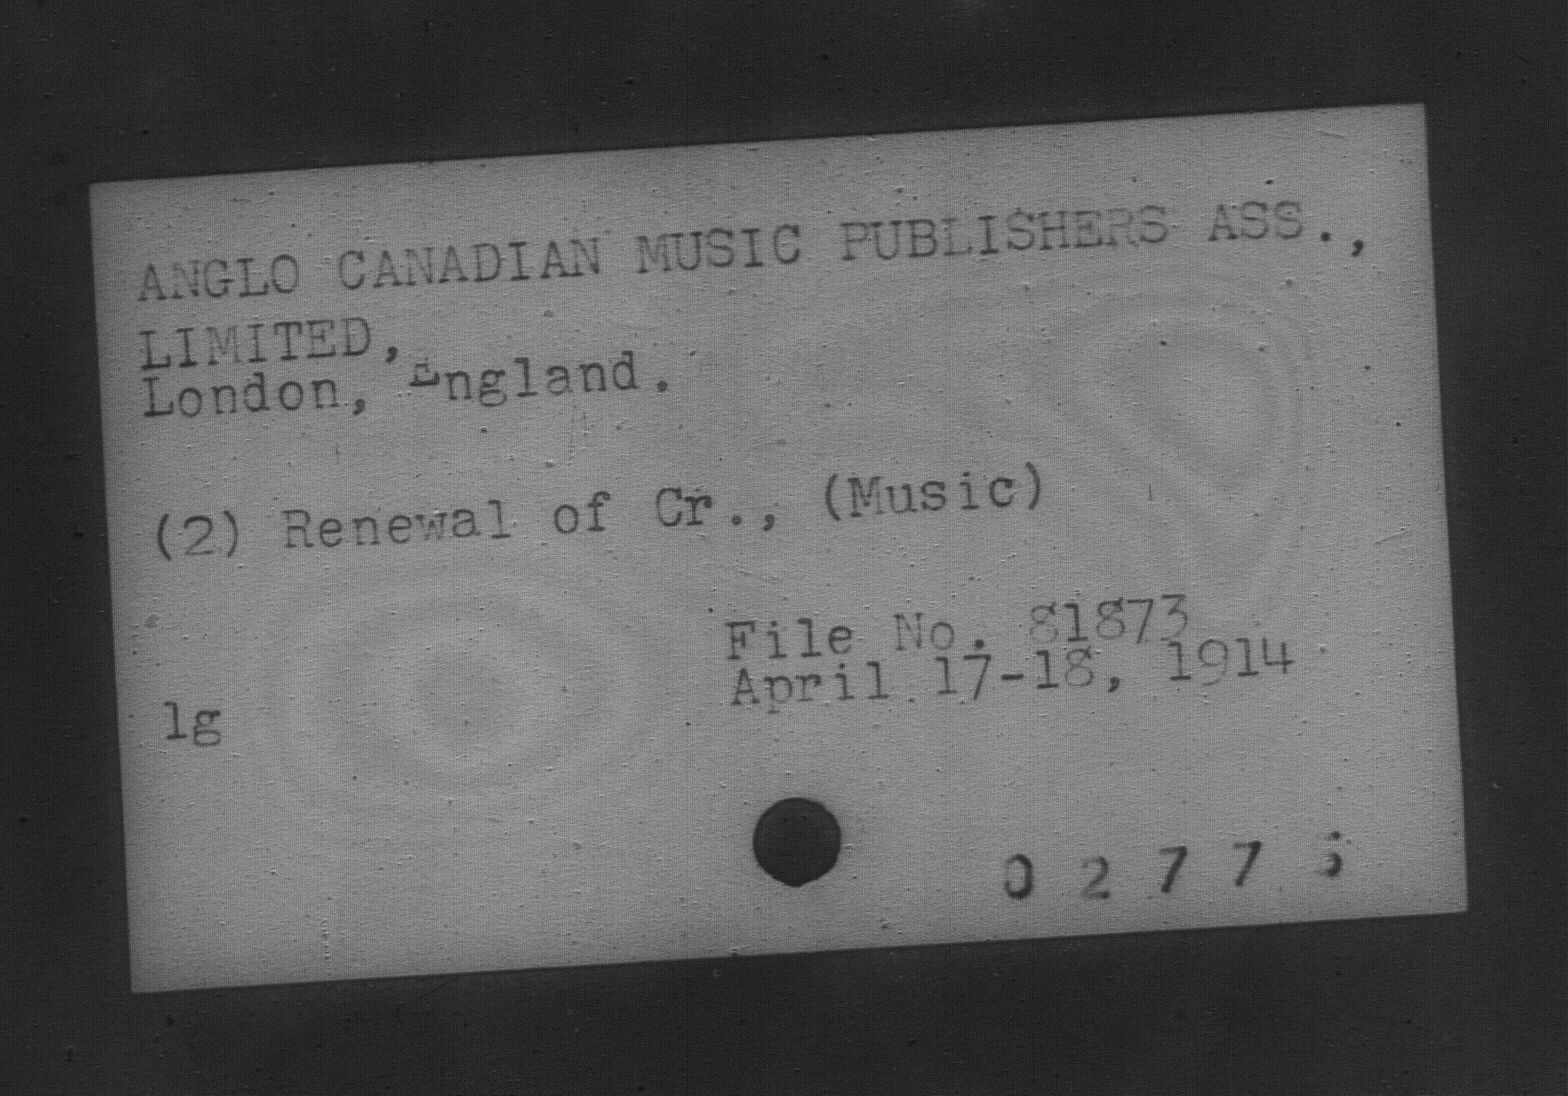 ANGLO CANADIAN MUSIC PUBLISHERS ASS.,
LIMITED,
London, England.
(2) Renewal of Cr., (Music)
File No. 81873
April 17-18, 1914
lg
0 2 7 7